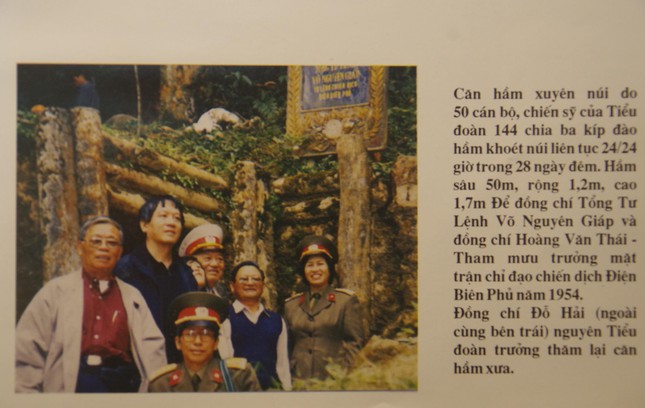 VÕ NGUYÊN GIÁP
Căn hầm xuyên núi do
50 cán bộ, chiến sỹ của Tiểu
đoàn 144 chia ba kíp đào
hầm khoét núi liên tục 24/24
giờ trong 28 ngày đêm. Hầm
sâu 50m, rộng 1,2m, cao
1,7m Để đồng chí Tổng Tư
Lệnh Võ Nguyên Giáp và
đồng chí Hoàng Văn Thái -
Tham mưu trưởng mặt
trận chỉ đạo chiến dịch Điện
Biên Phủ năm 1954.
Đồng chí Đỗ Hải (ngoài
cùng bên trái) nguyên Tiểu
đoàn trưởng thăm lại căn
hầm xưa.